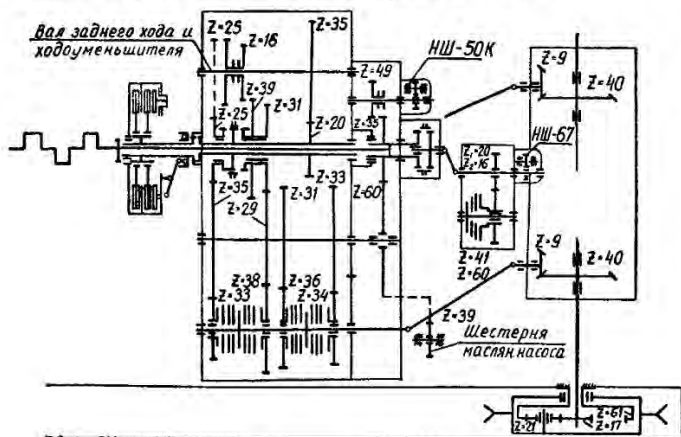 Вал заднего хода и
ходоуменьшителя
Z=25
Z=16
Z=35
Z=49
НШ-50К
Z=9
Z=40
Z=39
Z=31
Z=25
Z=20
Z=35
Z=20
Z=16
НШ-67
Z=33
Z=35
Z=31
Z=60
Z=29
Z=38
Z=36
Z=33
Z=34
Z=41
Z=60
Z=9
Z=40
Z=39
Шестерня
маслян.насоса
Z=21
Z=61
Z=17